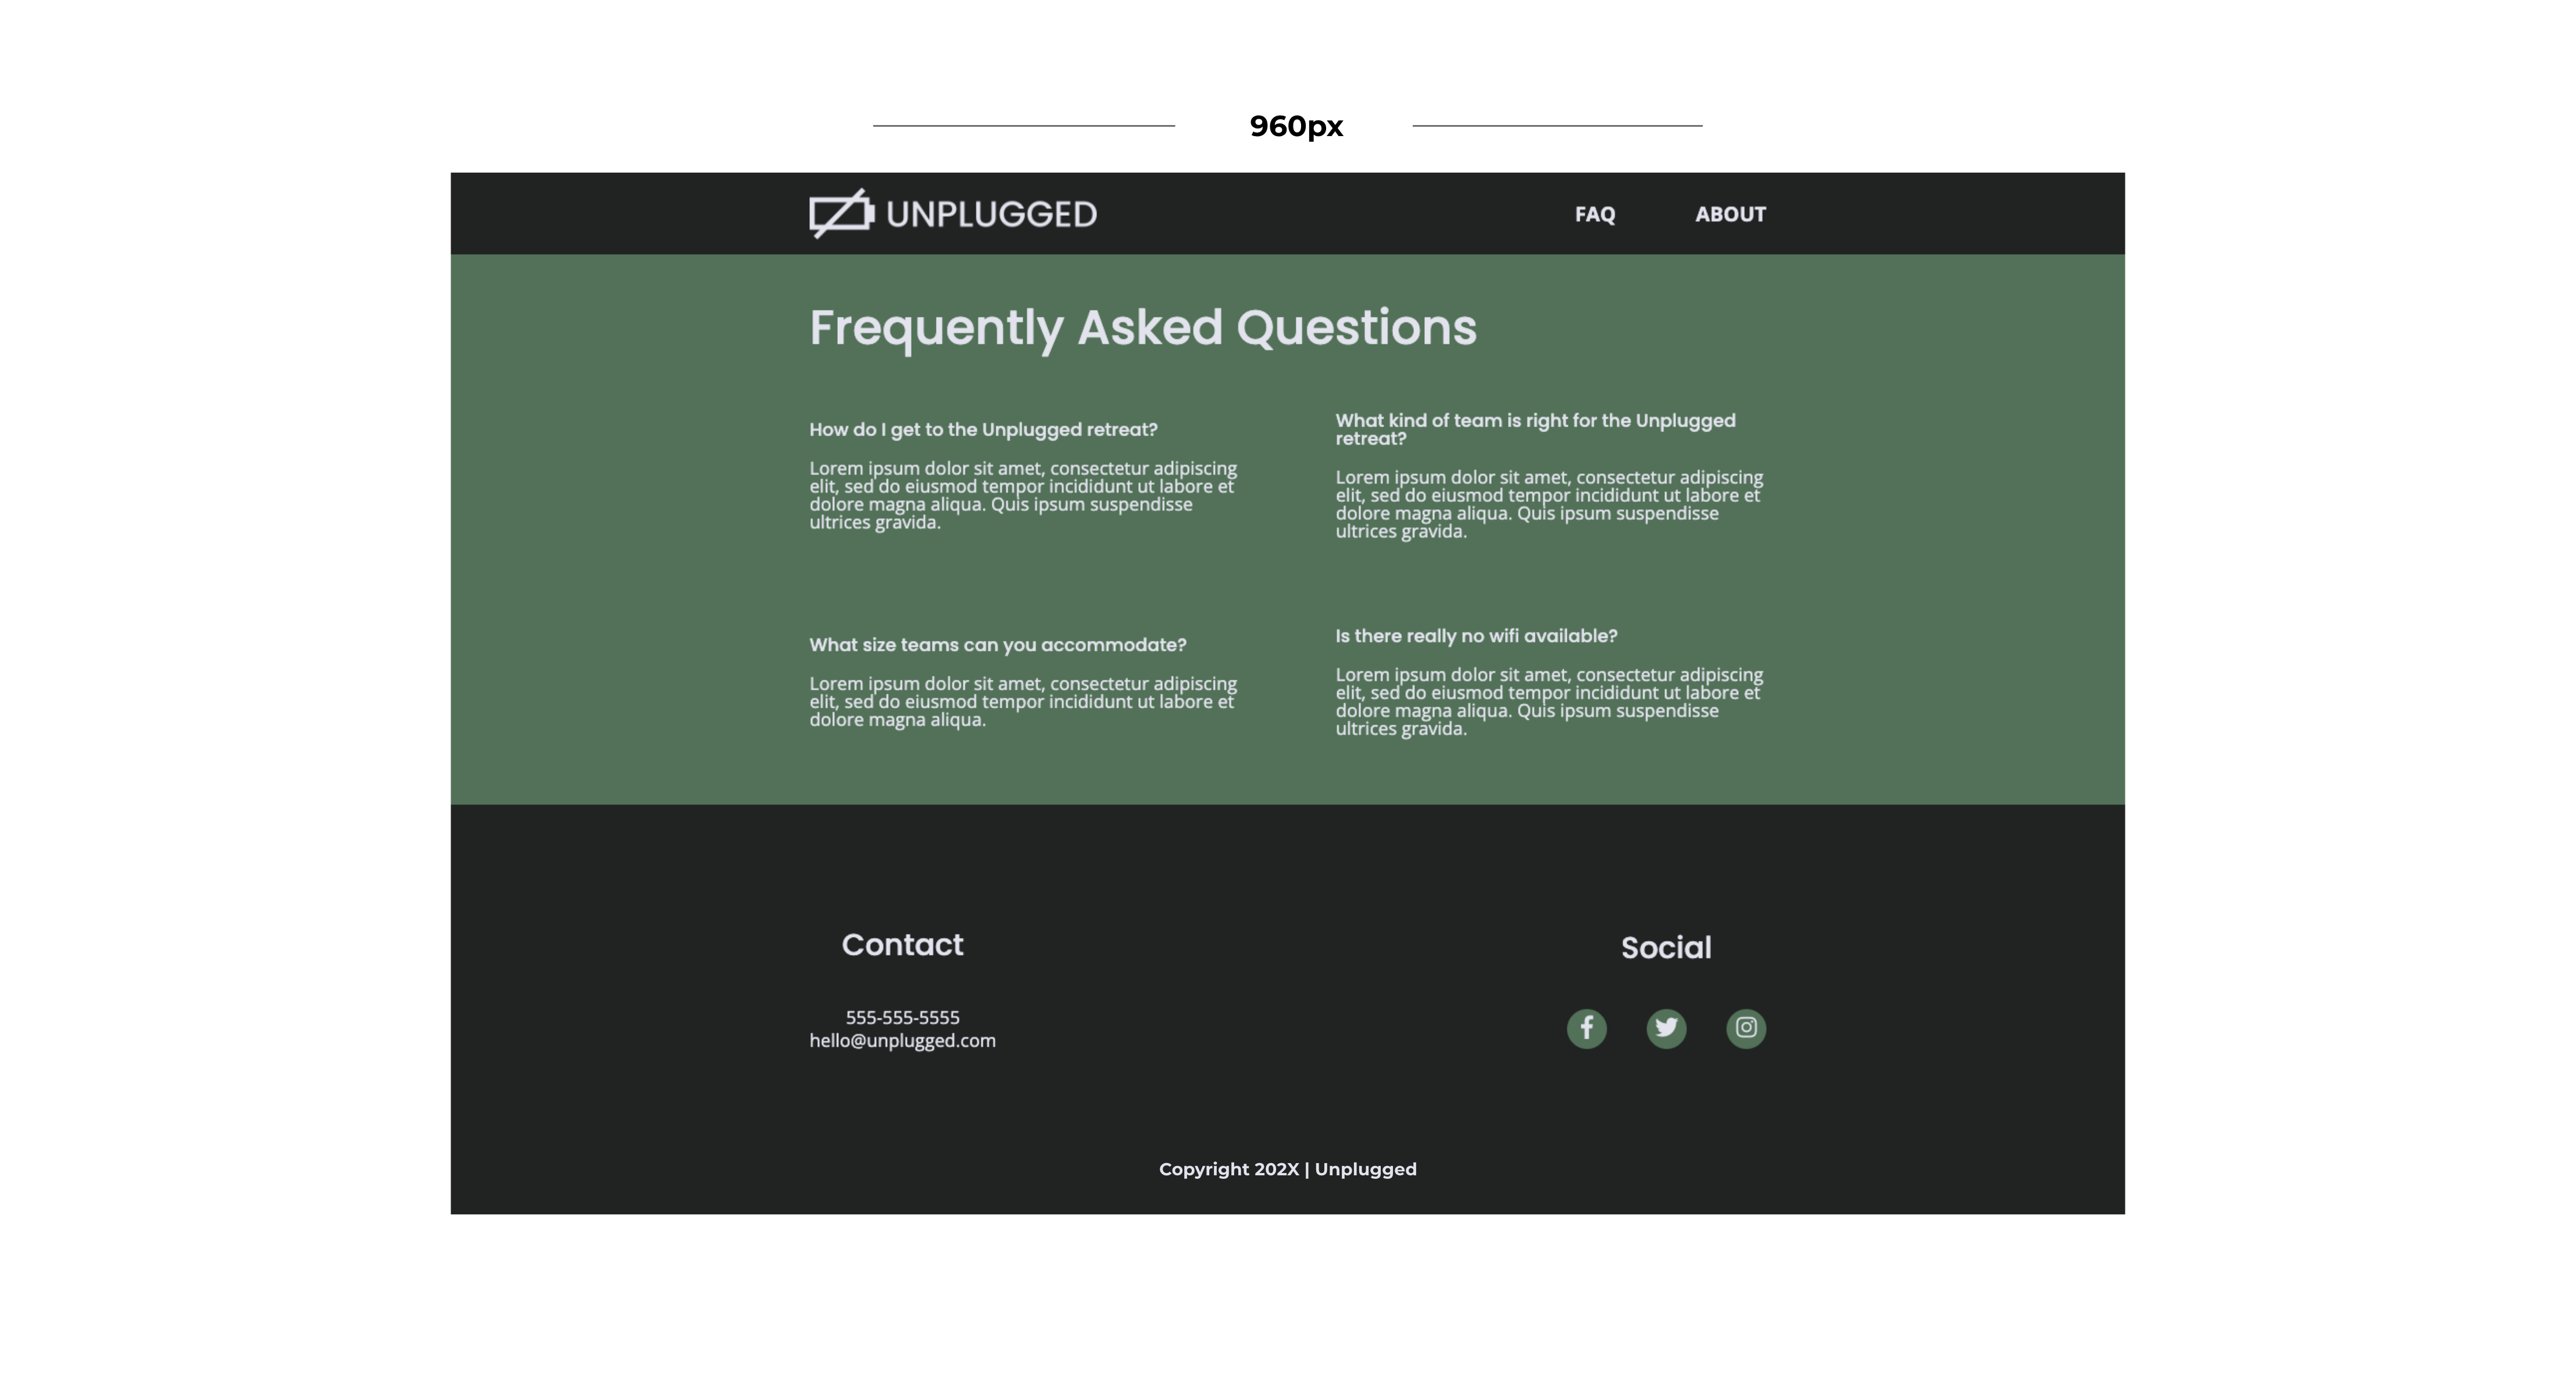 960px
UNPLUGGED
FAQ
ABOUT
Frequently Asked Questions
How do I get to the Unplugged retreat?
Lorem ipsum dolor sit amet, consectetur adipiscing
elit, sed do eiusmod tempor incididunt ut labore et
dolore magna aliqua. Quis ipsum suspendisse
ultrices gravida.
What kind of team is right for the Unplugged
retreat?
Lorem ipsum dolor sit amet, consectetur adipiscing
elit, sed do eiusmod tempor incididunt ut labore et
dolore magna aliqua. Quis ipsum suspendisse
ultrices gravida.
What size teams can you accommodate?
Lorem ipsum dolor sit amet, consectetur adipiscing
elit, sed do eiusmod tempor incididunt ut labore et
dolore magna aliqua.
Is there really no wifi available?
Lorem ipsum dolor sit amet, consectetur adipiscing
elit, sed do eiusmod tempor incididunt ut labore et
dolore magna aliqua. Quis ipsum suspendisse
ultrices gravida.
Contact
555-555-5555
hello@unplugged.com
Social
Copyright 202X | Unplugged